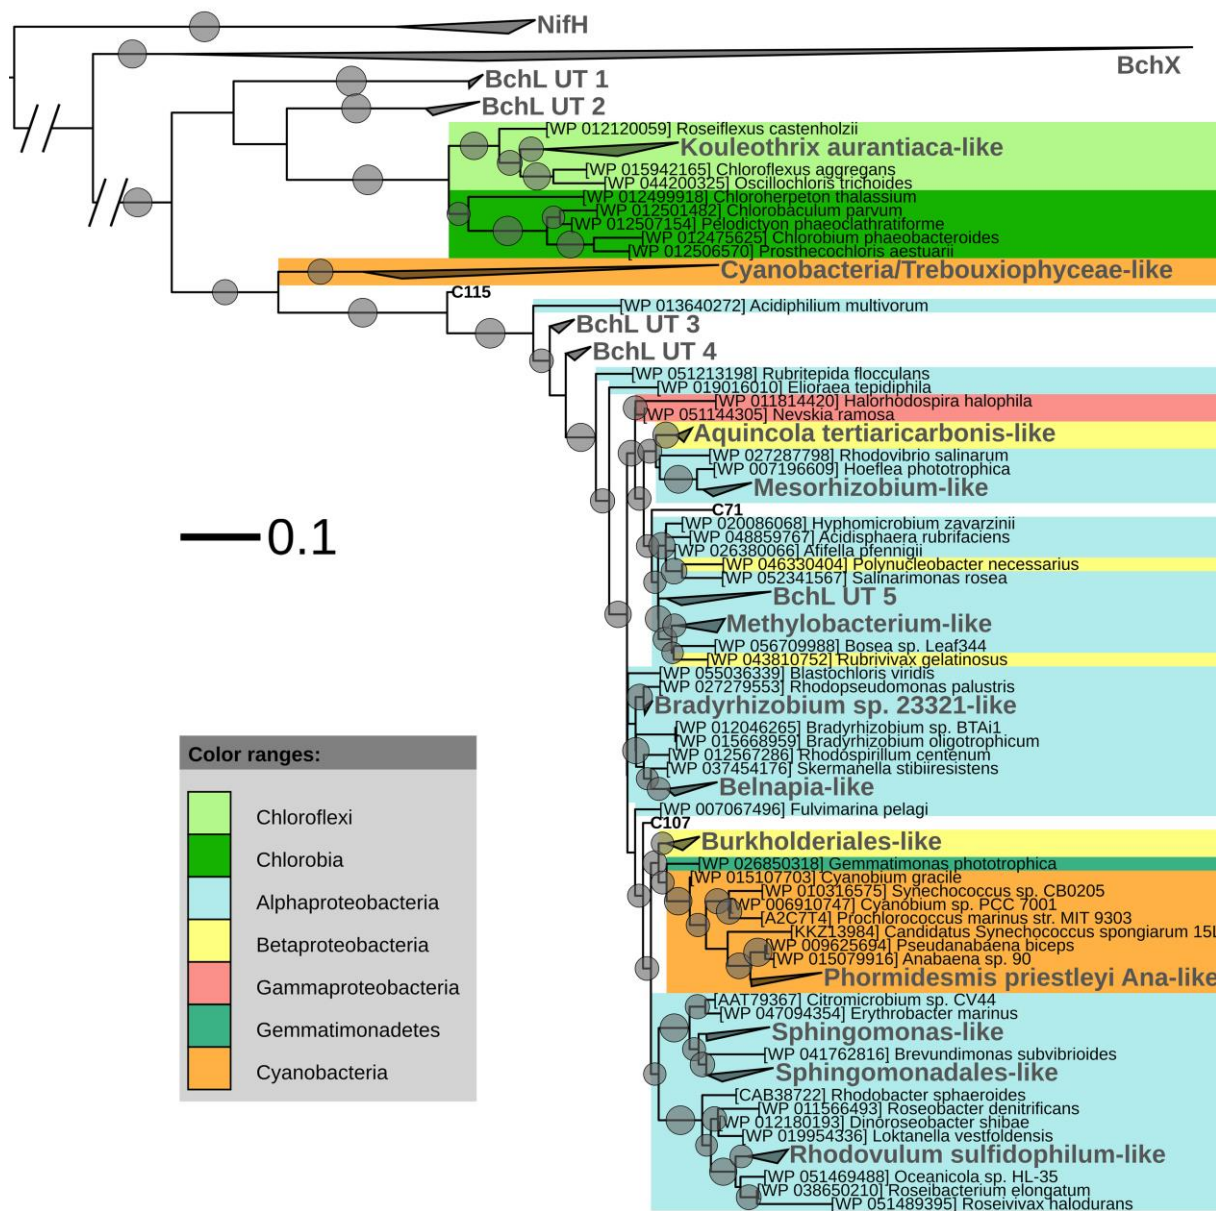 NifH
BchX
BchL UT 1
BchL UT 2
[WP 012120059] Roseiflexus castenholzii
Kouleothrix aurantiaca-like
[WP 015942165] Chloroflexus aggregans
[WP 044200325] Oscillochloris trichoides
[WP 012499918] Chloroherpeton thalassium
[WP 012501482] Chlorobaculum parvum
[WP 012507154] Pelodictyon phaeoclathratiforme
[WP 012475625] Chlorobium phaeobacteroides
[WP 012506570] Prosthecochloris aestuarii
Cyanobacteria/Trebouxiophyceae-like
C115
[WP 013640272] Acidiphilium multivorum
BchL UT 3
BchL UT 4
[WP 051213198] Rubritepida flocculans
[WP 019016010] Elioraea tepidiphila
[WP 011814420] Halorhodospira halophila
[WP 051144305] Nevskia ramosa
Aquincola tertiaricarbonis-like
[WP 027287798] Rhodovibrio salinarum
[WP 007196609] Hoeflea phototrophica
Mesorhizobium-like
C71
[WP 020086068] Hyphomicrobium zavarzinii
[WP 048859767] Acidisphaera rubrifaciens
[WP 026380066] Afifella pfennigii
[WP 046330404] Polynucleobacter necessarius
[WP 052341567] Salinarimonas rosea
BchL UT 5
Methylobacterium-like
[WP 056709988] Bosea sp. Leaf344
[WP 043810752] Rubrivivax gelatinosus
[WP 055036339] Blastochloris viridis
[WP 027279553] Rhodopseudomonas palustris
Bradyrhizobium sp. 23321-like
[WP 012046265] Bradyrhizobium sp. BTAi1
[WP 015668959] Bradyrhizobium oligotrophicum
[WP 012567286] Rhodospirillum centenum
[WP 037454176] Skermanella stibiiresistens
Belnapia-like
[WP 007067496] Fulvimarina pelagi
C107
Burkholderiales-like
[WP 026850318] Gemmatimonas phototrophica
[WP 015107703] Cyanobium gracile
[WP 010316575] Synechococcus sp. CB0205
[WP 006910747] Cyanobium sp. PCC 7001
[A2C7T4] Prochlorococcus marinus str. MIT 9303
[KKZ13984] Candidatus Synechococcus spongiarum 15L
[WP 009625694] Pseudanabaena biceps
[WP 015079916] Anabaena sp. 90
Phormidesmis priestleyi Ana-like
[AAT79367] Citromicrobium sp. CV44
[WP 047094354] Erythrobacter marinus
Sphingomonas-like
[WP 041762816] Brevundimonas subvibrioides
Sphingomonadales-like
[CAB38722] Rhodobacter sphaeroides
[WP 011566493] Roseobacter denitrificans
[WP 012180193] Dinoroseobacter shibae
[WP 019954336] Loktanella vestfoldensis
Rhodovulum sulfidophilum-like
[WP 051469488] Oceanicola sp. HL-35
[WP 038650210] Roseibacterium elongatum
[WP 051489395] Roseivivax halodurans
0.1
Color ranges:
Chloroflexi
Chlorobia
Alphaproteobacteria
Betaproteobacteria
Gammaproteobacteria
Gemmatimonadetes
Cyanobacteria